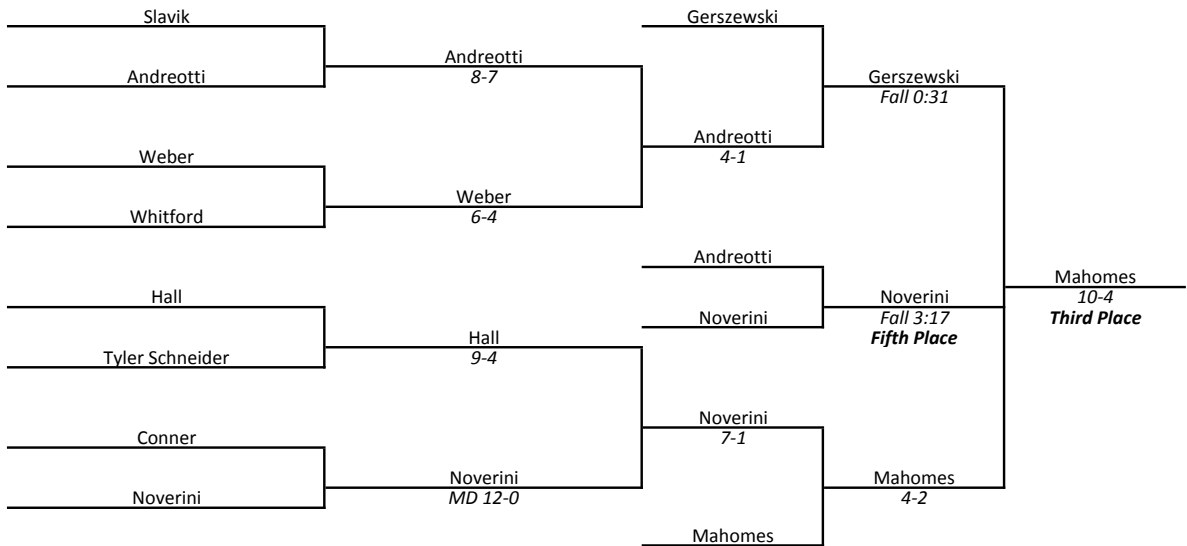 Slavik
Gerszewski
Andreotti
8-7
Andreotti
Gerszewski
Fall 0:31
Andreotti
4-1
Weber
Weber
6-4
Whitford
Andreotti
Mahomes
10-4
Third Place
Hall
Noverini
Fall 3:17
Fifth Place
Noverini
Hall
9-4
Tyler Schneider
Noverini
7-1
Conner
Noverini
MD 12-0
Mahomes
4-2
Noverini
Mahomes